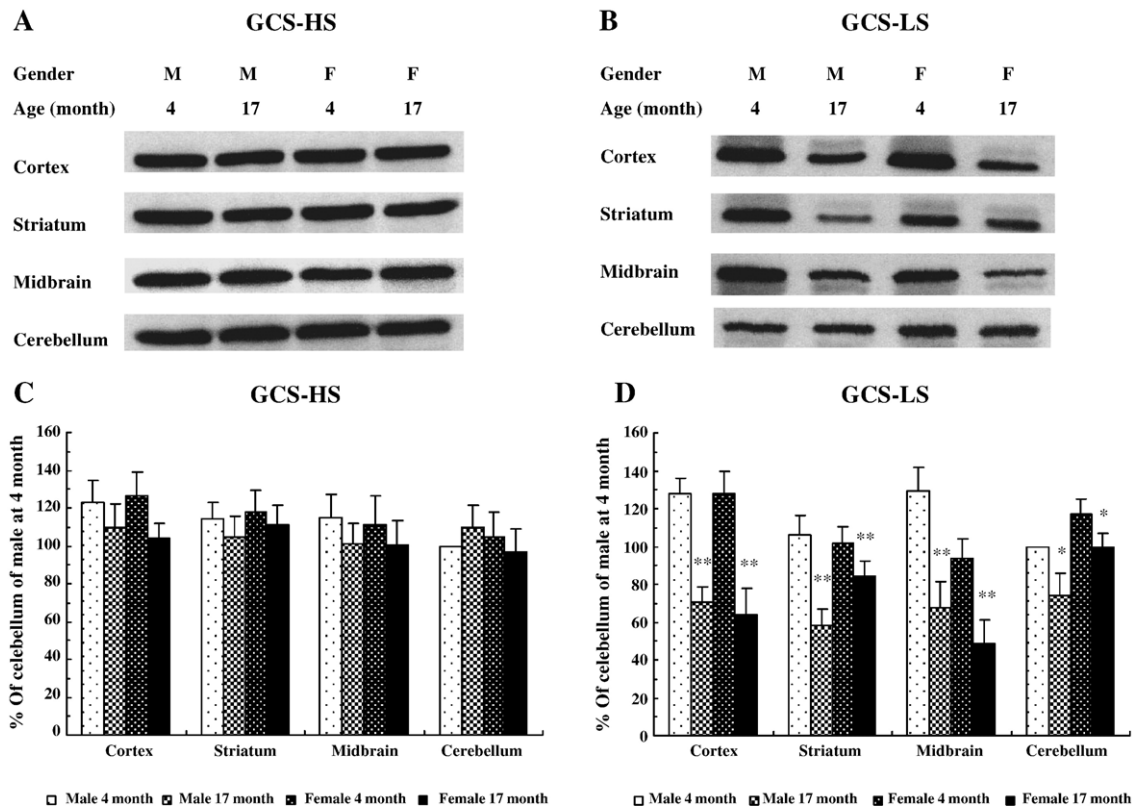 A GCS-HS
Gender M M F F
Age (month) 4 17 4 17
Cortex
Striatum
Midbrain
Cerebellum
B GCS-LS
Gender M M F F
Age (month) 4 17 4 17
Cortex
Striatum
Midbrain
Cerebellum
C GCS-HS
% Of celebellum of male at 4 month
160
140
120
100
80
60
40
20
0
Cortex Striatum Midbrain Cerebellum
Male 4 month Male 17 month Female 4 month Female 17 month
D GCS-LS
% Of celebellum of male at 4 month
160
140
120
100
80
60
40
20
0
** ** ** ** ** ** * *
Cortex Striatum Midbrain Cerebellum
Male 4 month Male 17 month Female 4 month Female 17 month